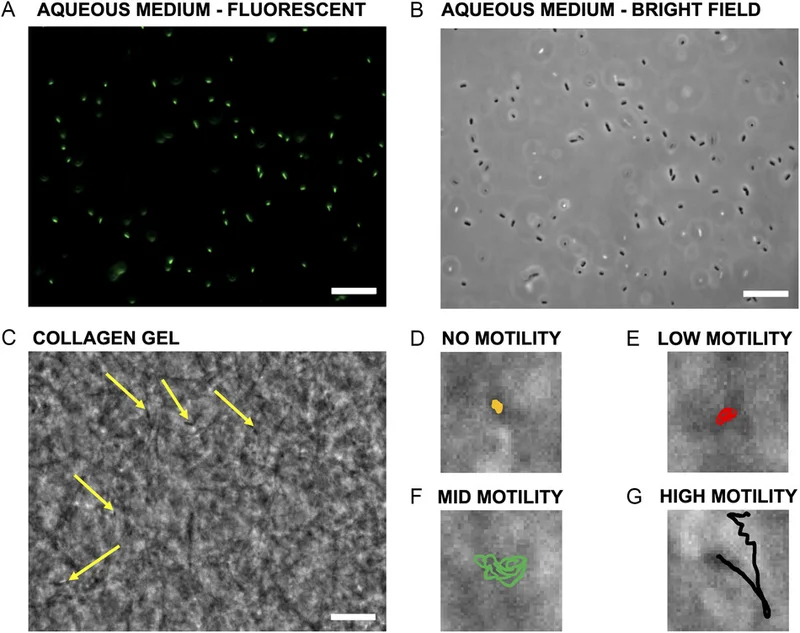 A AQUEOUS MEDIUM - FLUORESCENT
B AQUEOUS MEDIUM - BRIGHT FIELD
C COLLAGEN GEL
D NO MOTILITY
E LOW MOTILITY
F MID MOTILITY
G HIGH MOTILITY